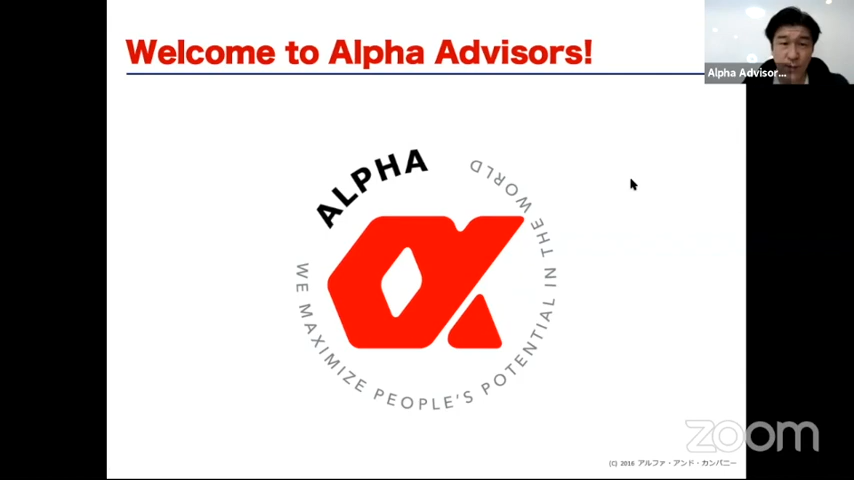 Welcome to Alpha Advisors!
Alpha Advisor...
ALPHA
WE MAXIMIZE PEOPLE'S POTENTIAL IN THE WORLD
zoom
(C) 2016 アルファ・アンド・カンパニー